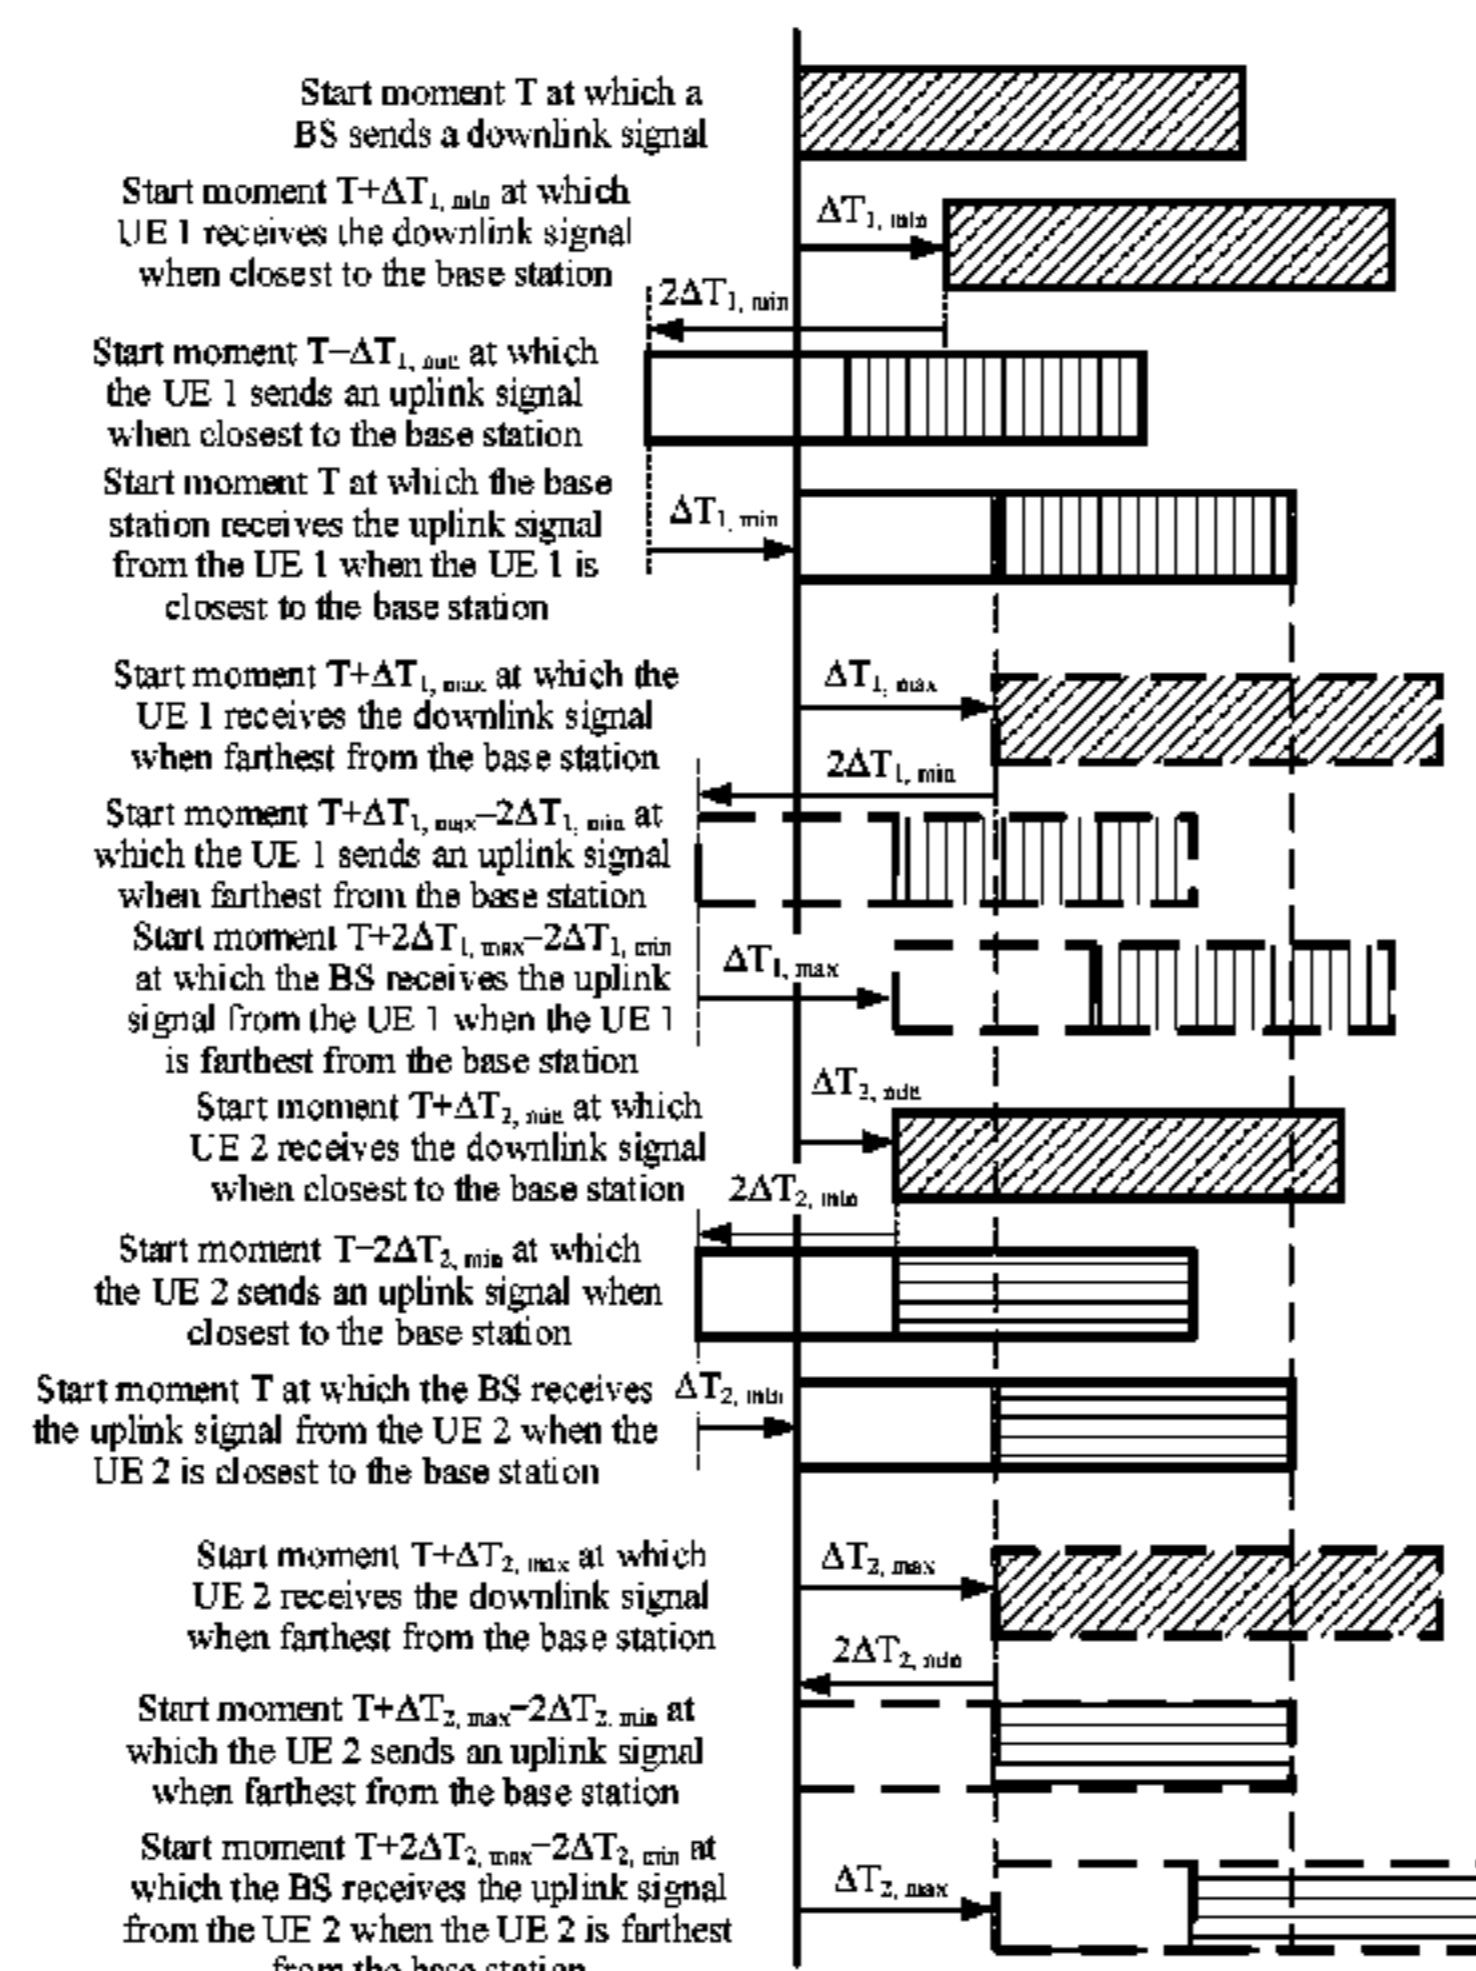 Start moment T at which a
BS sends a downlink signal
Start moment T+ΔT1, min at which
UE 1 receives the downlink signal
when closest to the base station
ΔT1, min
2ΔT1, min
Start moment T−ΔT1, min at which
the UE 1 sends an uplink signal
when closest to the base station
Start moment T at which the base
station receives the uplink signal
from the UE 1 when the UE 1 is
closest to the base station
ΔT1, min
Start moment T+ΔT1, max at which the
UE 1 receives the downlink signal
when farthest from the base station
ΔT1, max
2ΔT1, min
Start moment T+ΔT1, max−2ΔT1, min at
which the UE 1 sends an uplink signal
when farthest from the base station
Start moment T+2ΔT1, max−2ΔT1, min
at which the BS receives the uplink
signal from the UE 1 when the UE 1
is farthest from the base station
ΔT1, max
Start moment T+ΔT2, min at which
UE 2 receives the downlink signal
when closest to the base station
ΔT2, min
2ΔT2, min
Start moment T−2ΔT2, min at which
the UE 2 sends an uplink signal when
closest to the base station
Start moment T at which the BS receives
the uplink signal from the UE 2 when the
UE 2 is closest to the base station
ΔT2, min
Start moment T+ΔT2, max at which
UE 2 receives the downlink signal
when farthest from the base station
ΔT2, max
2ΔT2, min
Start moment T+ΔT2, max−2ΔT2, min at
which the UE 2 sends an uplink signal
when farthest from the base station
Start moment T+2ΔT2, max−2ΔT2, min at
which the BS receives the uplink signal
from the UE 2 when the UE 2 is farthest
from the base station
ΔT2, max